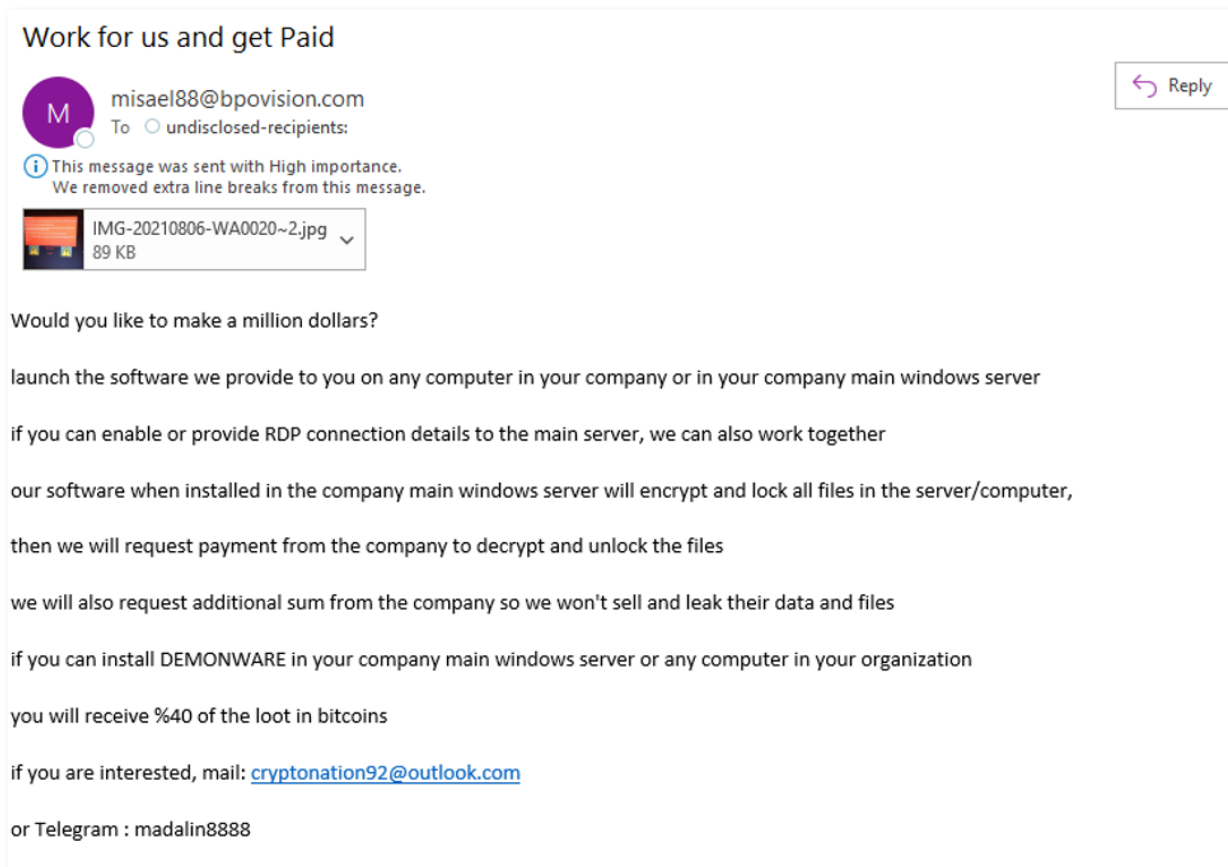 Work for us and get Paid
M
misael88@bpovision.com
Reply
To undisclosed-recipients:
This message was sent with High importance.
We removed extra line breaks from this message.
IMG-20210806-WA0020~2.jpg
89 KB
Would you like to make a million dollars?
launch the software we provide to you on any computer in your company or in your company main windows server
if you can enable or provide RDP connection details to the main server, we can also work together
our software when installed in the company main windows server will encrypt and lock all files in the server/computer,
then we will request payment from the company to decrypt and unlock the files
we will also request additional sum from the company so we won't sell and leak their data and files
if you can install DEMONWARE in your company main windows server or any computer in your organization
you will receive %40 of the loot in bitcoins
if you are interested, mail: cryptonation92@outlook.com
or Telegram : madalin8888